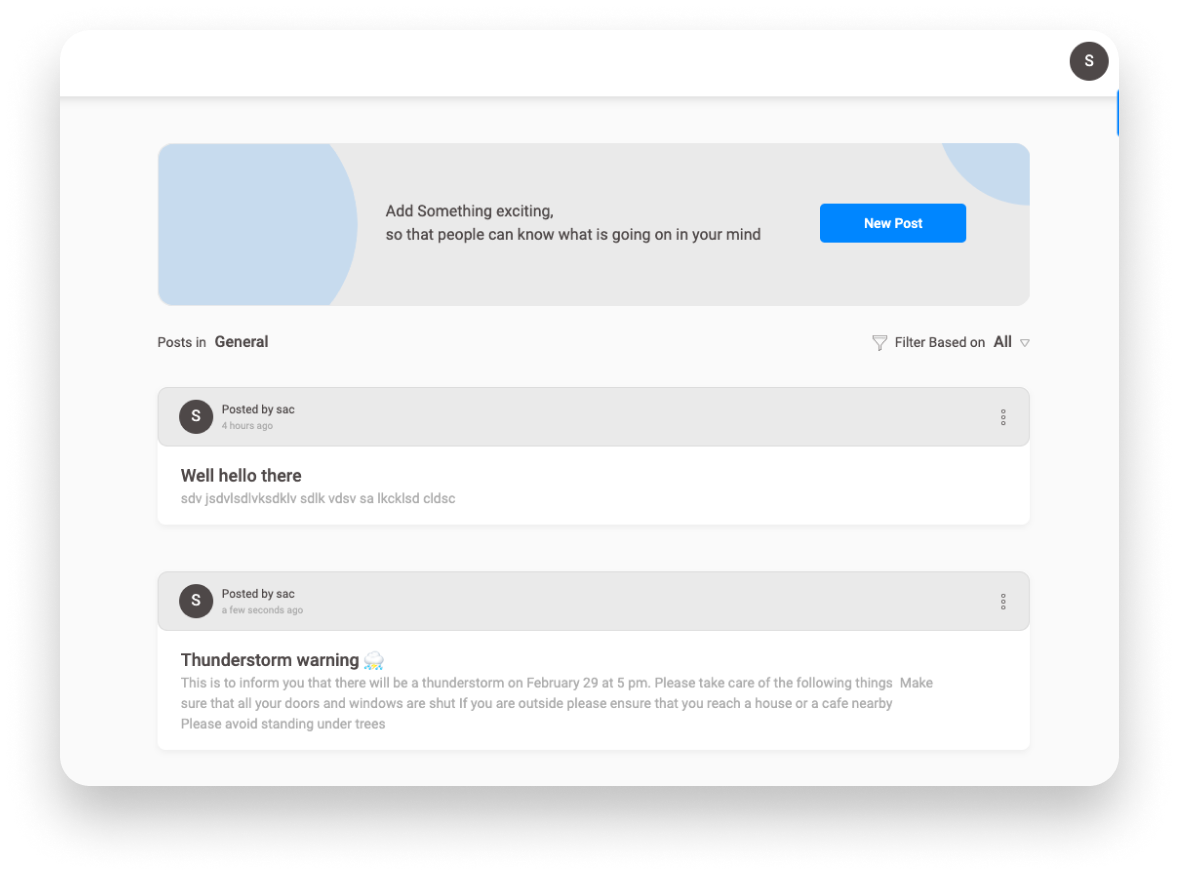 S
Add Something exciting,
so that people can know what is going on in your mind
New Post
Posts in General
Filter Based on All
S
Posted by sac
4 hours ago
Well hello there
sdv jsdvlsdlvksdklv sdlk vdsv sa lkcklsd cldsc
S
Posted by sac
a few seconds ago
Thunderstorm warning ⛈️
This is to inform you that there will be a thunderstorm on February 29 at 5 pm. Please take care of the following things  Make
sure that all your doors and windows are shut If you are outside please ensure that you reach a house or a cafe nearby
Please avoid standing under trees